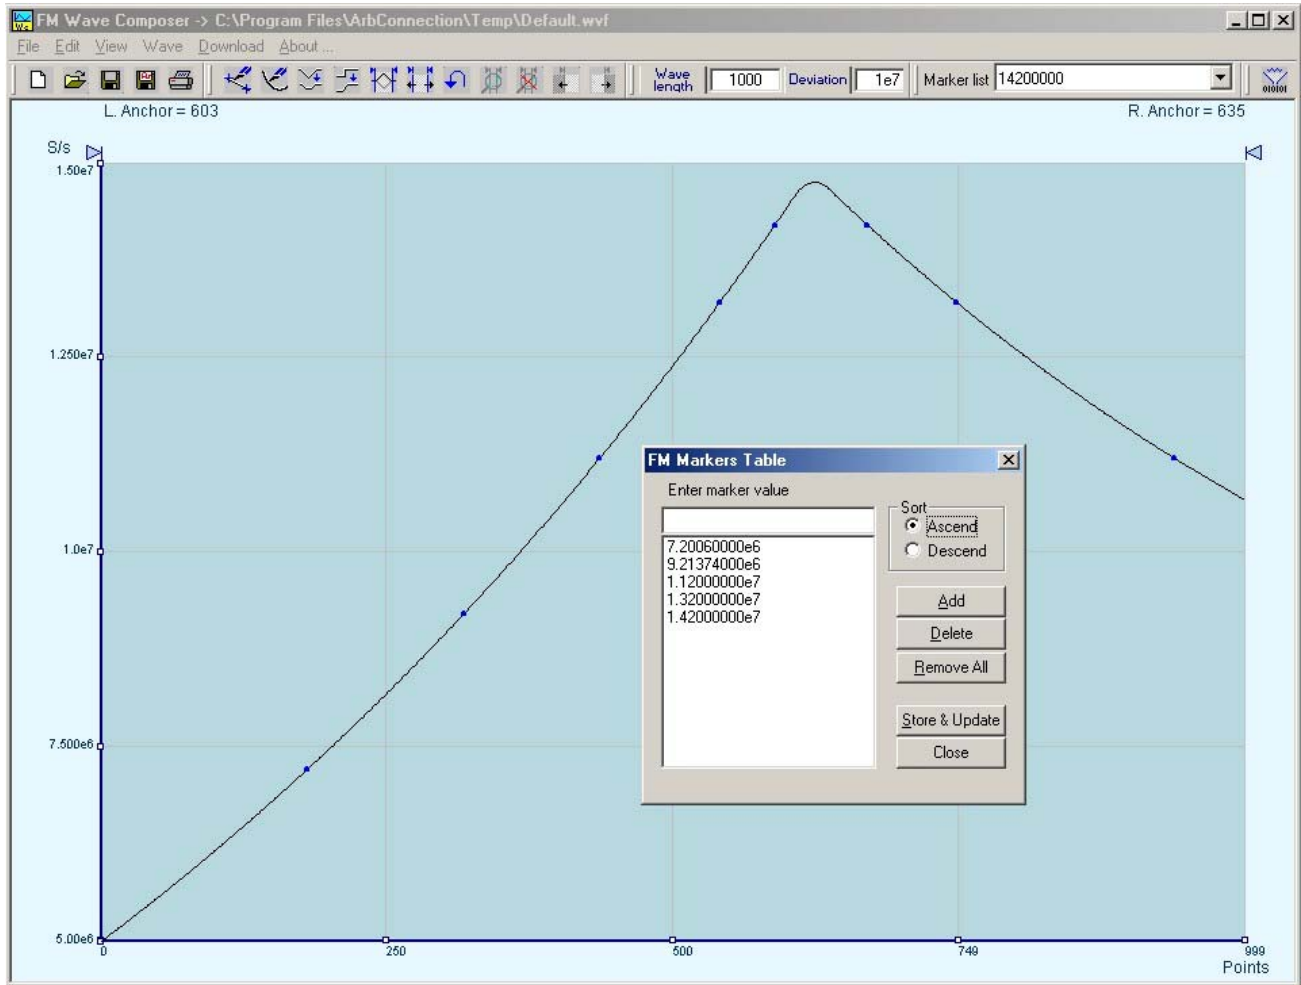 FM Wave Composer -> C:\Program Files\ArbConnection\Temp\Default.wvf
File Edit View Wave Download About ...
Wave length 1000 Deviation 1e7 Marker list 14200000
010101
L. Anchor = 603
R. Anchor = 635
S/s
1.50e7
1.250e7
1.0e7
7.500e6
5.00e6
0
250
500
749
999
Points
FM Markers Table
Enter marker value
7.20060000e6
9.21374000e6
1.12000000e7
1.32000000e7
1.42000000e7
Sort
Ascend
Descend
Add
Delete
Remove All
Store & Update
Close